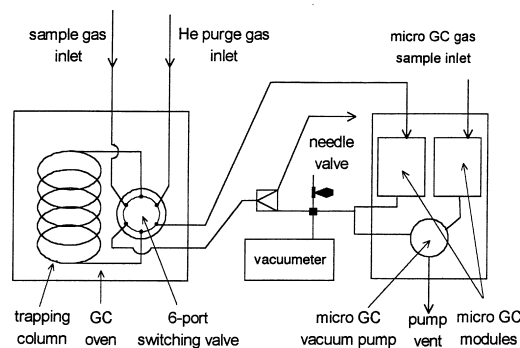 sample gas
inlet
He purge gas
inlet
micro GC gas
sample inlet
needle
valve
vacuumeter
trapping
column
GC
oven
6-port
switching valve
micro GC
vacuum pump
pump
vent
micro GC
modules